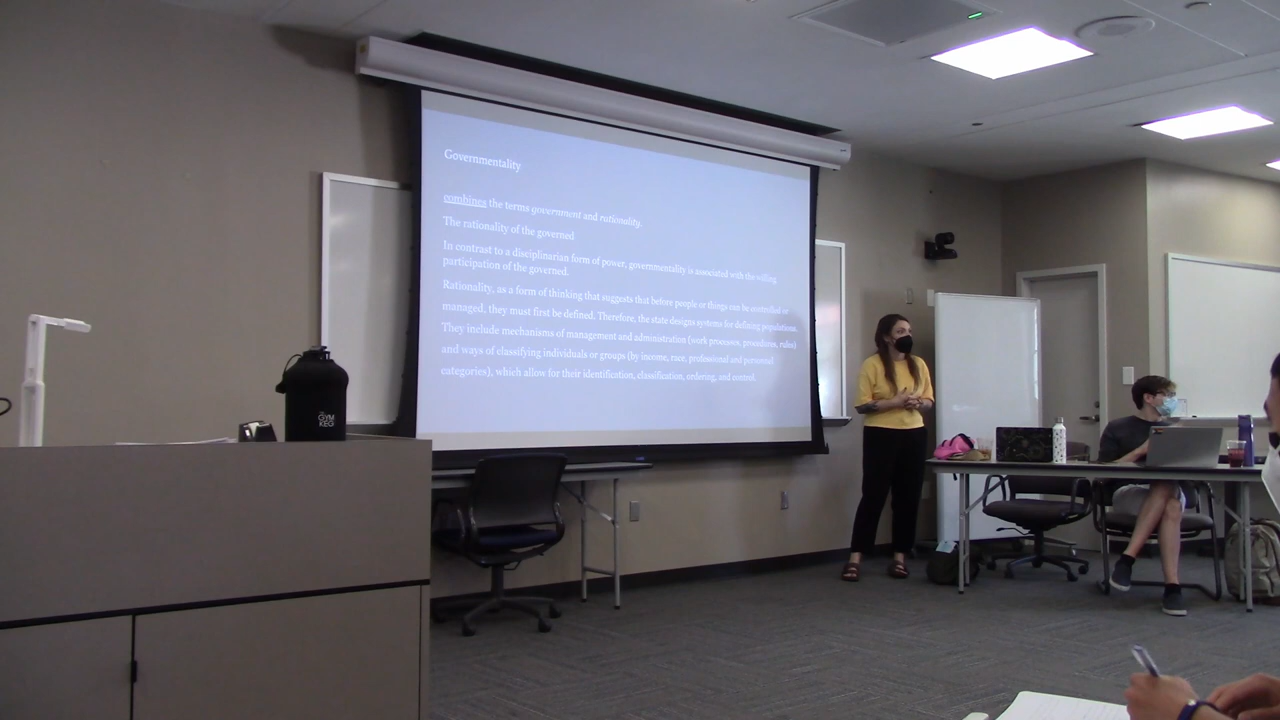 Governmentality
combines the terms government and rationality.
The rationality of the governed
In contrast to a disciplinarian form of power, governmentality is associated with the willing
participation of the governed.
Rationality, as a form of thinking that suggests that before people or things can be controlled or
managed, they must first be defined. Therefore, the state designs systems for defining populations.
They include mechanisms of management and administration (work processes, procedures, rules)
and ways of classifying individuals or groups (by income, race, professional and personnel
categories), which allow for their identification, classification, ordering, and control.
GYM
KEG